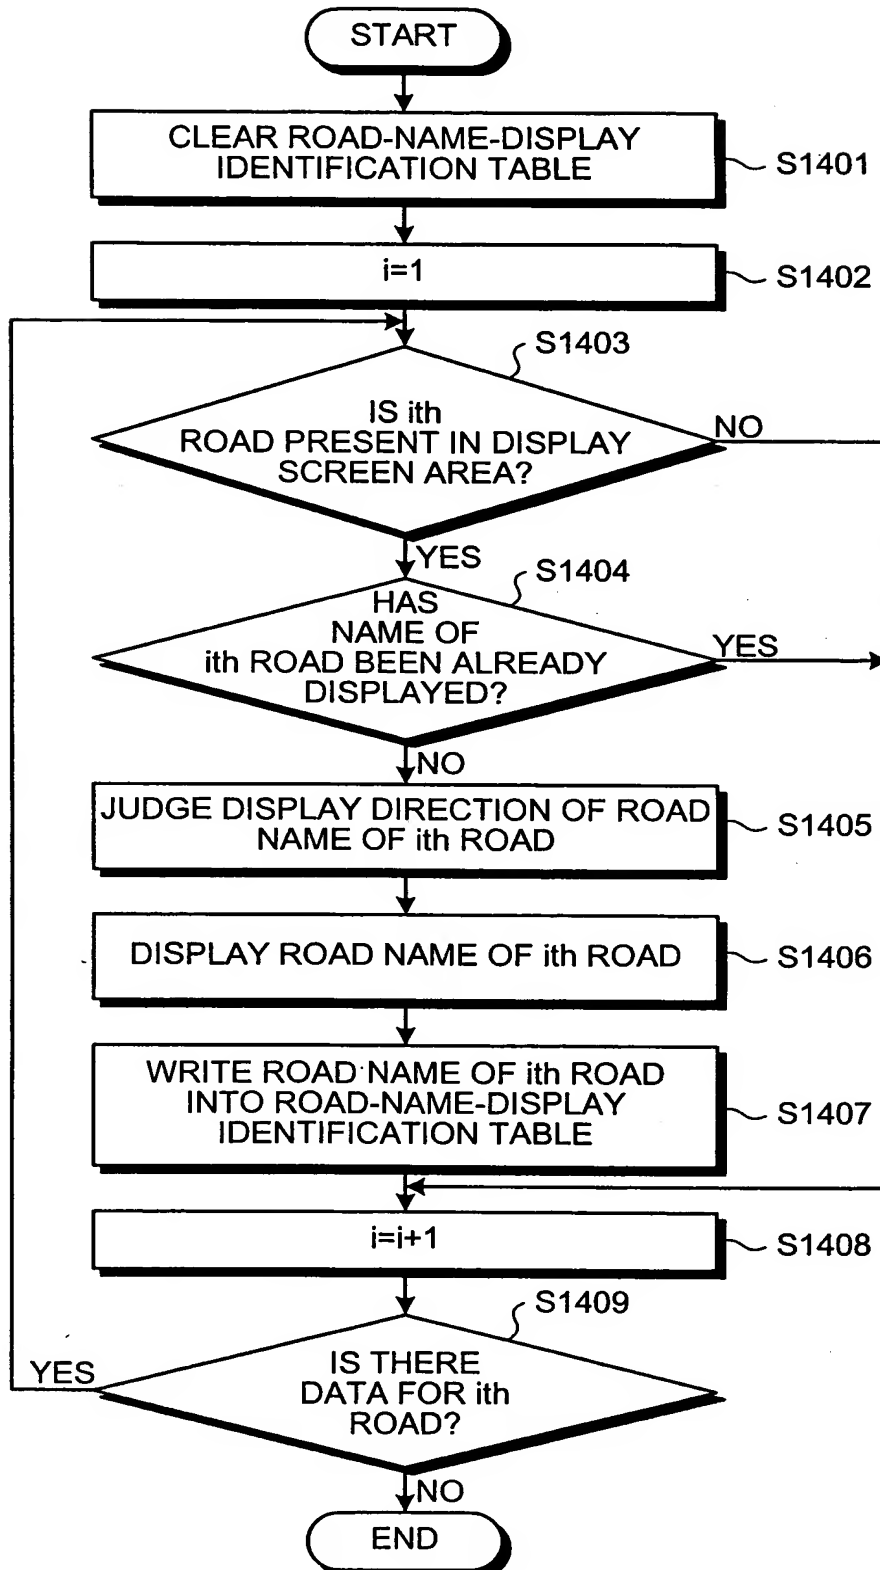 START
CLEAR ROAD-NAME-DISPLAY
IDENTIFICATION TABLE
S1401
i=1
S1402
S1403
IS ith
ROAD PRESENT IN DISPLAY
SCREEN AREA?
NO
YES
S1404
HAS
NAME OF
ith ROAD BEEN ALREADY
DISPLAYED?
YES
NO
JUDGE DISPLAY DIRECTION OF ROAD
NAME OF ith ROAD
S1405
DISPLAY ROAD NAME OF ith ROAD
S1406
WRITE ROAD NAME OF ith ROAD
INTO ROAD-NAME-DISPLAY
IDENTIFICATION TABLE
S1407
i=i+1
S1408
S1409
YES
IS THERE
DATA FOR ith
ROAD?
NO
END